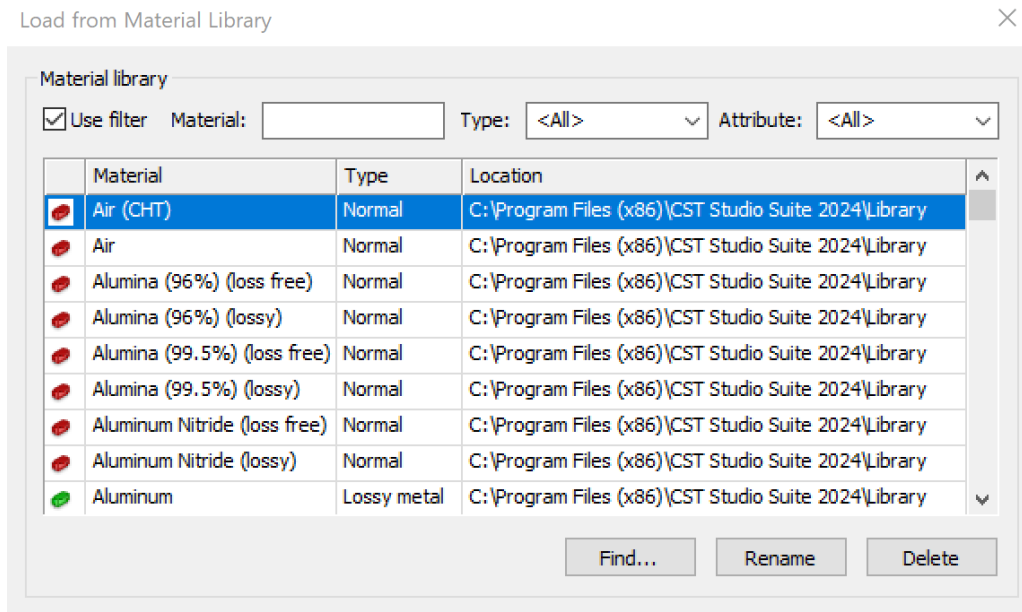 Load from Material Library
Material library
Use filter Material: Type: <All> Attribute: <All>
Material Type Location
Air (CHT) Normal C:\Program Files (x86)\CST Studio Suite 2024\Library
Air Normal C:\Program Files (x86)\CST Studio Suite 2024\Library
Alumina (96%) (loss free) Normal C:\Program Files (x86)\CST Studio Suite 2024\Library
Alumina (96%) (lossy) Normal C:\Program Files (x86)\CST Studio Suite 2024\Library
Alumina (99.5%) (loss free) Normal C:\Program Files (x86)\CST Studio Suite 2024\Library
Alumina (99.5%) (lossy) Normal C:\Program Files (x86)\CST Studio Suite 2024\Library
Aluminum Nitride (loss free) Normal C:\Program Files (x86)\CST Studio Suite 2024\Library
Aluminum Nitride (lossy) Normal C:\Program Files (x86)\CST Studio Suite 2024\Library
Aluminum Lossy metal C:\Program Files (x86)\CST Studio Suite 2024\Library
Find... Rename Delete